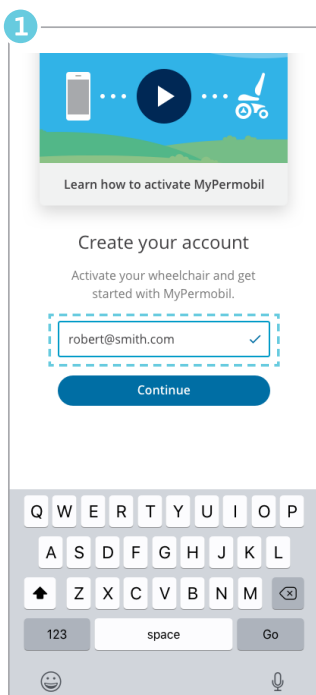 1
Learn how to activate MyPermobil
Create your account
Activate your wheelchair and get
started with MyPermobil.
robert@smith.com
Continue
Q W E R T Y U I O P
A S D F G H J K L
Z X C V B N M
123 space Go